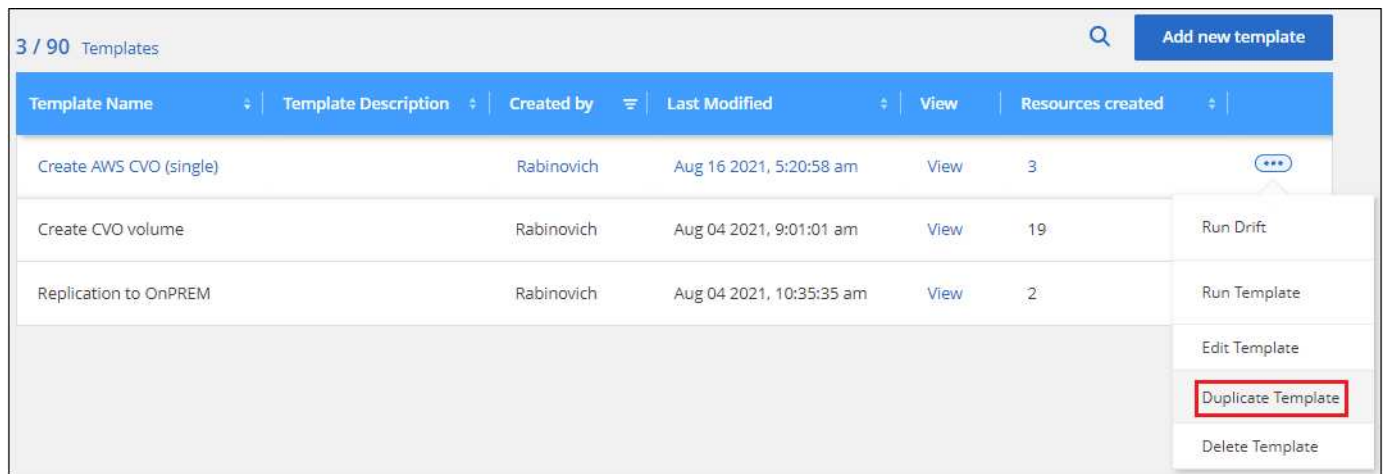 3 / 90 Templates
Add new template
Template Name Template Description Created by Last Modified View Resources created
Create AWS CVO (single) Rabinovich Aug 16 2021, 5:20:58 am View 3
Create CVO volume Rabinovich Aug 04 2021, 9:01:01 am View 19
Run Drift
Replication to OnPREM Rabinovich Aug 04 2021, 10:35:35 am View 2
Run Template
Edit Template
Duplicate Template
Delete Template